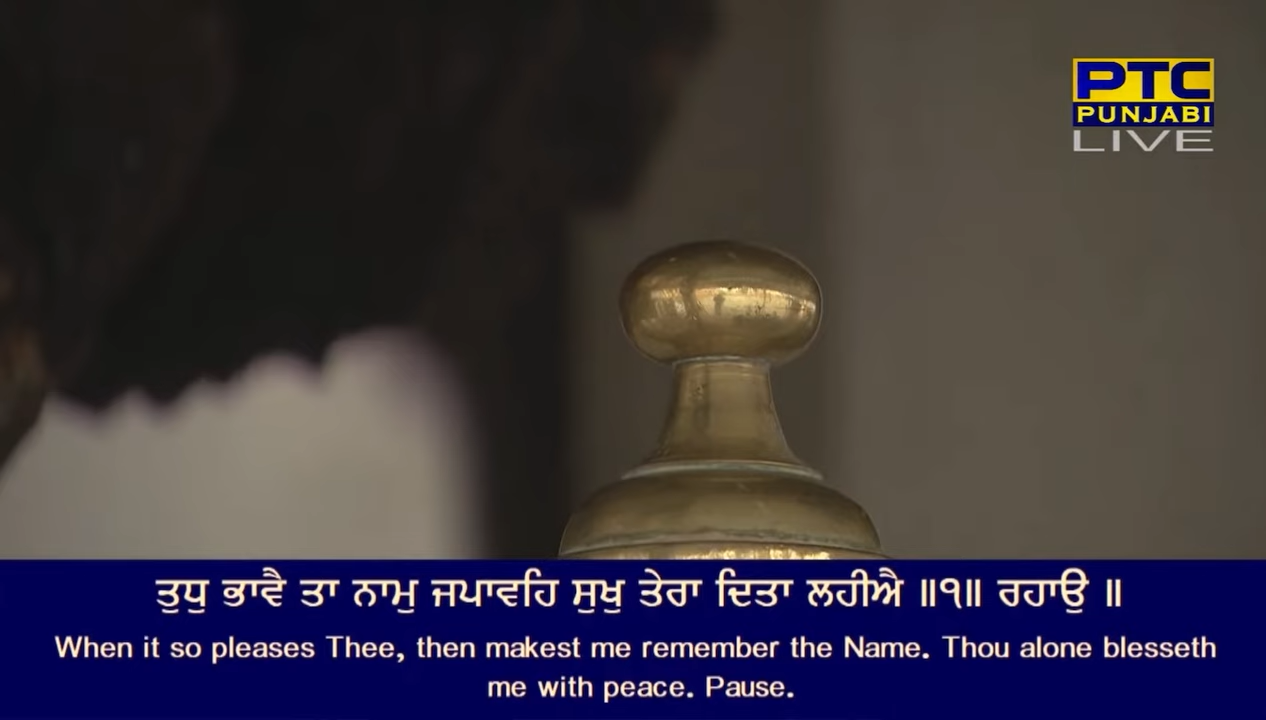 PTC
PUNJABI
LIVE
ਤੁਧੁ ਭਾਵੈ ਤਾ ਨਾਮੁ ਜਪਾਵਹਿ ਸੁਖੁ ਤੇਰਾ ਦਿਤਾ ਲਹੀਐ ॥੧॥ ਰਹਾਉ ॥
When it so pleases Thee, then makest me remember the Name. Thou alone blesseth
me with peace. Pause.